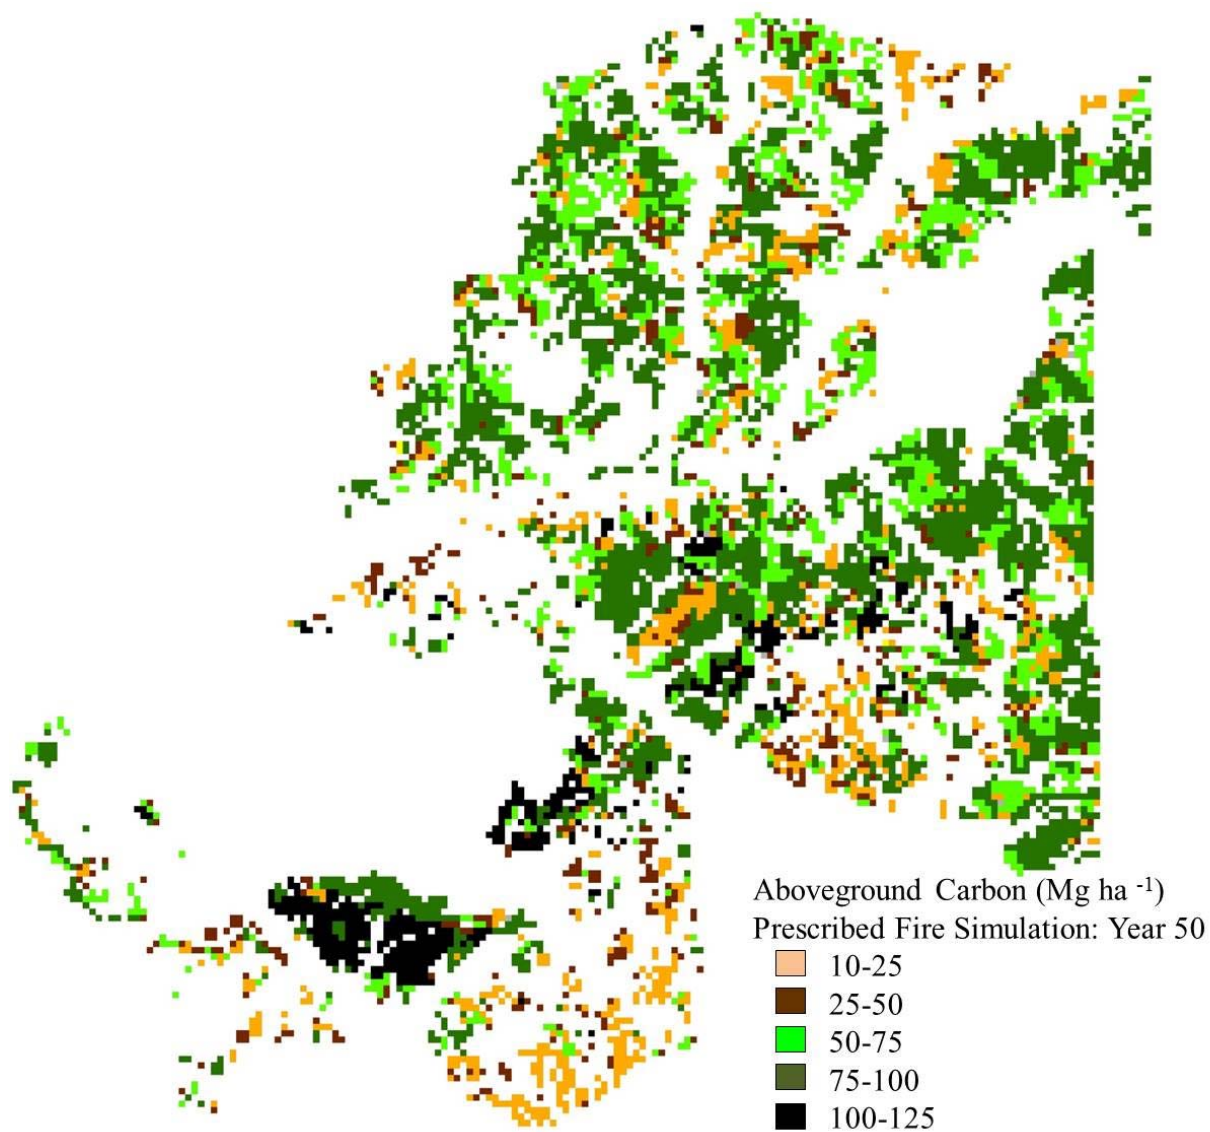 Aboveground Carbon (Mg ha -1)
Prescribed Fire Simulation: Year 50
10-25
25-50
50-75
75-100
100-125